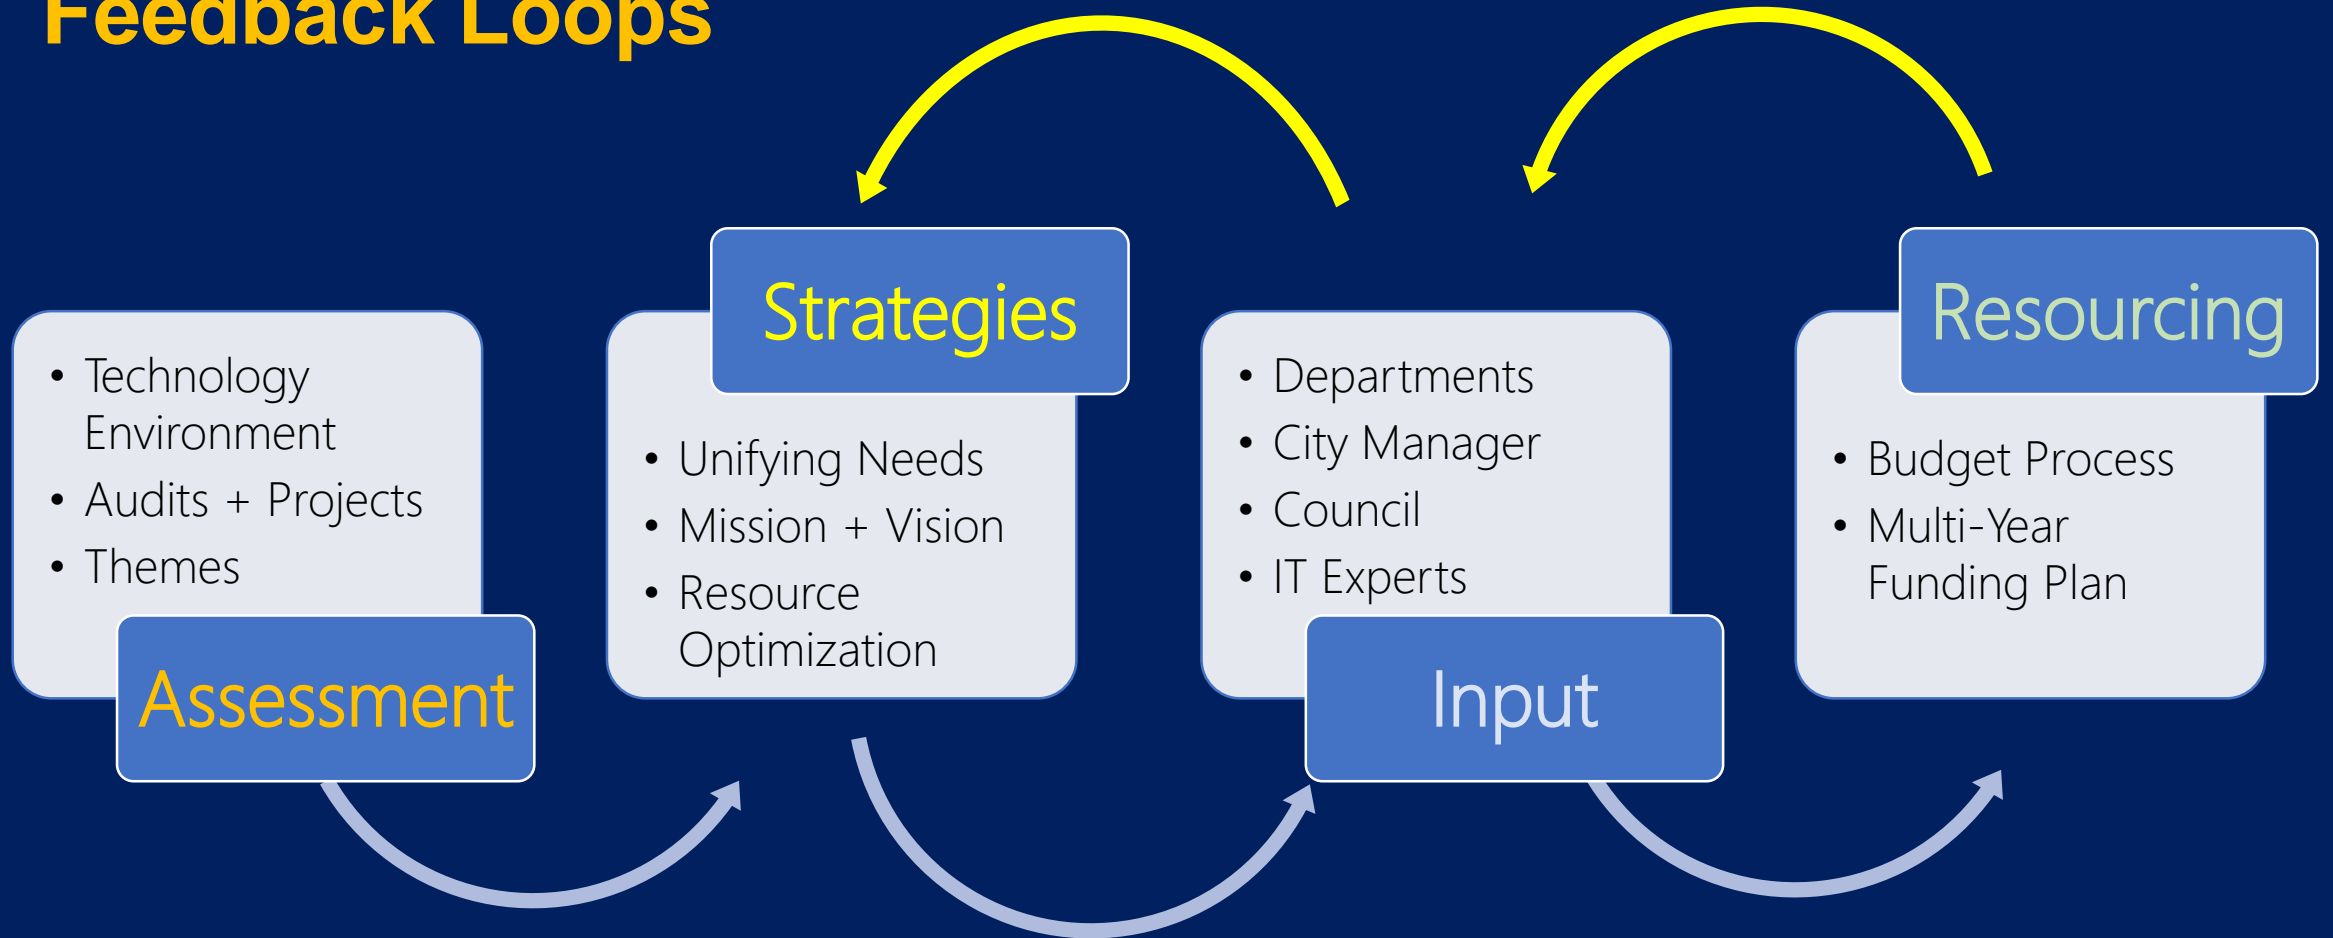 Feedback Loops
• Technology
Environment
• Audits + Projects
• Themes
Assessment
Strategies
• Unifying Needs
• Mission + Vision
• Resource
Optimization
• Departments
• City Manager
• Council
• IT Experts
Input
Resourcing
• Budget Process
• Multi-Year
Funding Plan